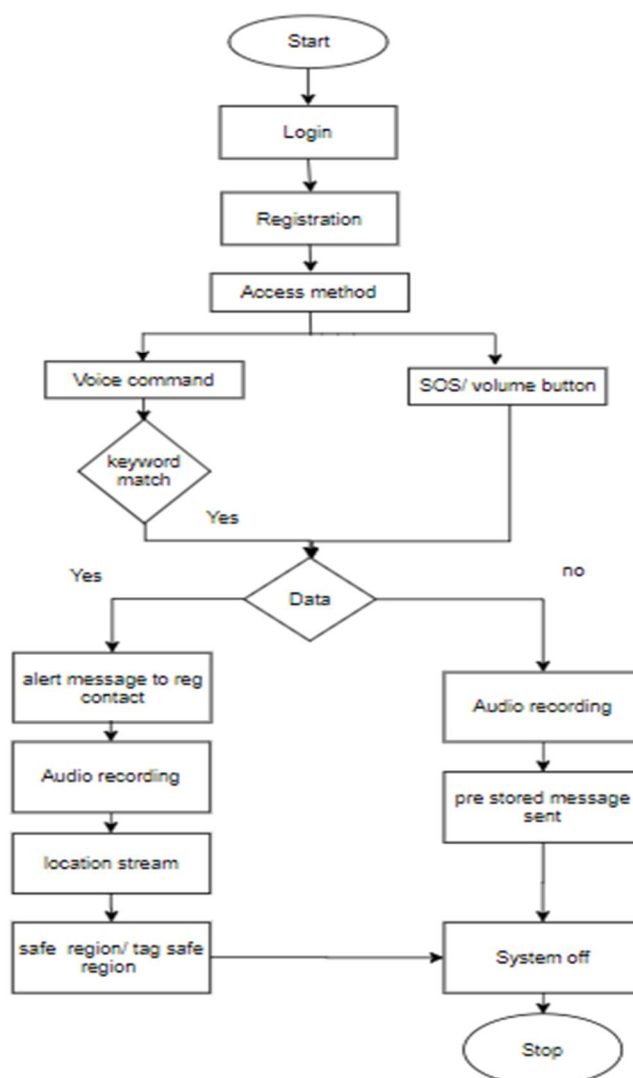 Start
Login
Registration
Access method
Voice command
SOS/ volume button
keyword
match
Yes
Yes
Data
no
alert message to reg
contact
Audio recording
Audio recording
pre stored message
sent
location stream
safe  region/ tag safe
region
System off
Stop